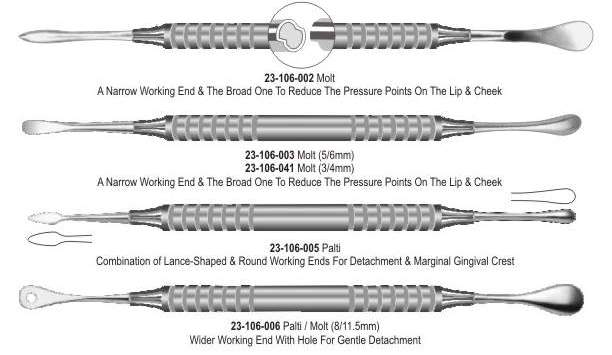 23-106-002 Molt
A Narrow Working End & The Broad One To Reduce The Pressure Points On The Lip & Cheek
23-106-003 Molt (5/6mm)
23-106-041 Molt (3/4mm)
A Narrow Working End & The Broad One To Reduce The Pressure Points On The Lip & Cheek
23-106-005 Palti
Combination of Lance-Shaped & Round Working Ends For Detachment & Marginal Gingival Crest
23-106-006 Palti / Molt (8/11.5mm)
Wider Working End With Hole For Gentle Detachment